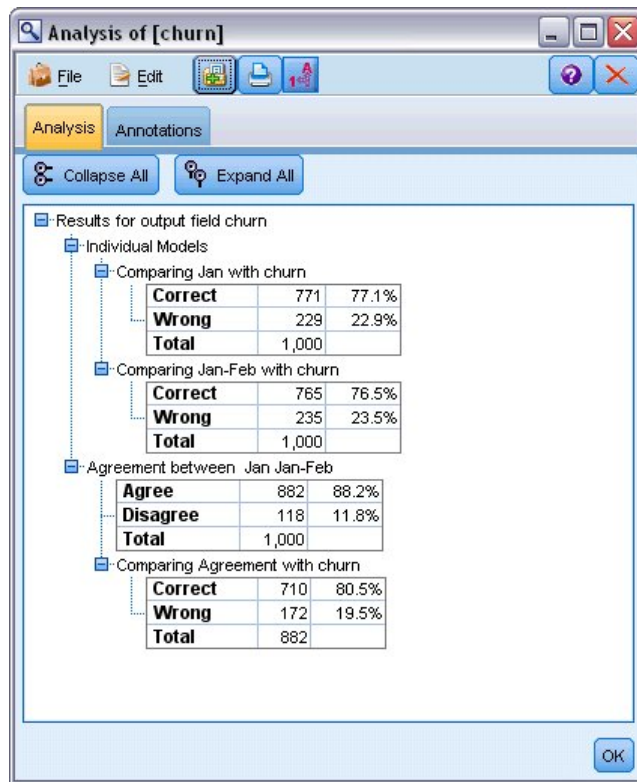 Analysis of [churn]
File Edit
Analysis Annotations
Collapse All Expand All
Results for output field churn
Individual Models
Comparing Jan with churn
Correct 771 77.1%
Wrong 229 22.9%
Total 1,000
Comparing Jan-Feb with churn
Correct 765 76.5%
Wrong 235 23.5%
Total 1,000
Agreement between Jan Jan-Feb
Agree 882 88.2%
Disagree 118 11.8%
Total 1,000
Comparing Agreement with churn
Correct 710 80.5%
Wrong 172 19.5%
Total 882
OK